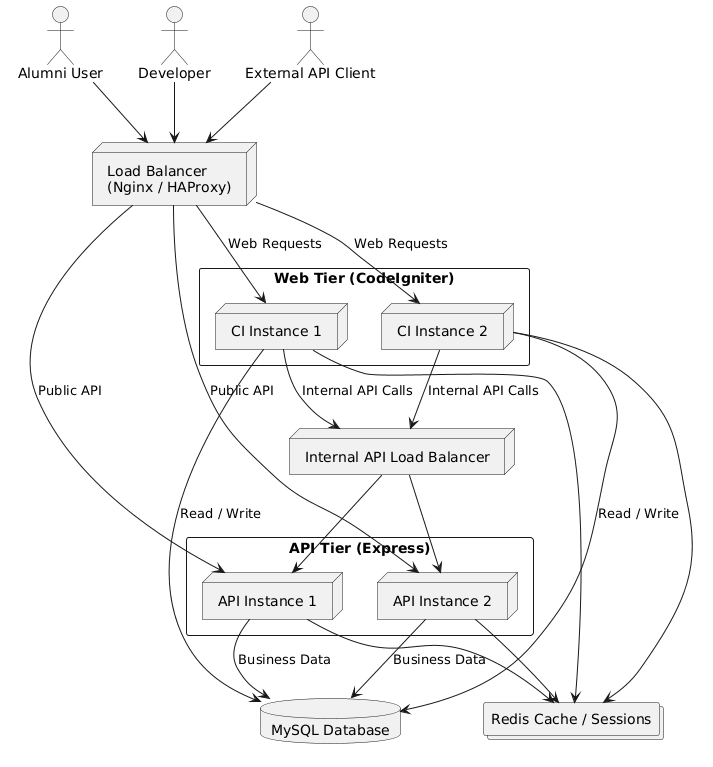 Alumni User
Developer
External API Client
Load Balancer
(Nginx / HAProxy)
Web Requests
Web Requests
Web Tier (CodeIgniter)
CI Instance 1
CI Instance 2
Public API
Public API
Internal API Calls
Internal API Calls
Internal API Load Balancer
Read / Write
Read / Write
API Tier (Express)
API Instance 1
API Instance 2
Business Data
Business Data
MySQL Database
Redis Cache / Sessions